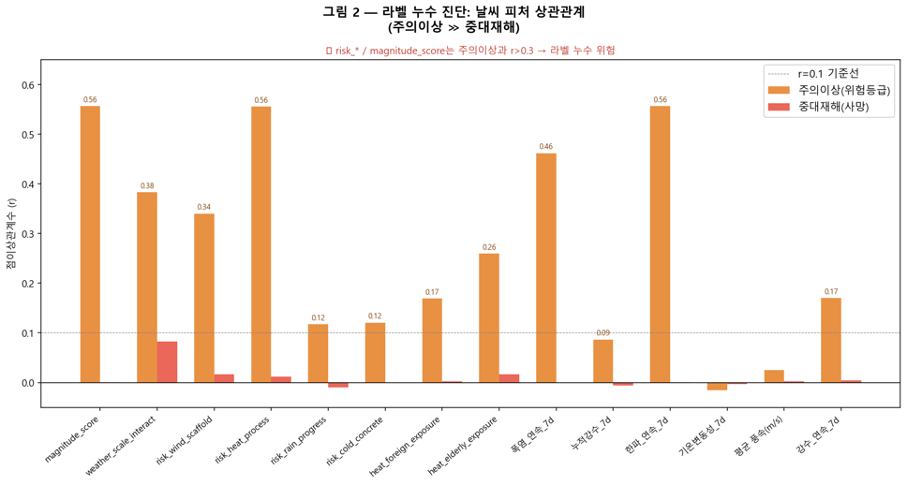 그림 2 — 라벨 누수 진단: 날씨 피처 상관관계
(주의이상 ≫ 중대재해)
▯ risk_* / magnitude_score는 주의이상과 r>0.3 → 라벨 누수 위험
r=0.1 기준선
주의이상(위험등급)
중대재해(사망)
점이상관계수 (r)
0.6
0.5
0.4
0.3
0.2
0.1
0.0
0.56
0.38
0.34
0.56
0.12
0.12
0.17
0.26
0.46
0.09
0.56
0.17
magnitude_score
weather_scale_interact
risk_wind_scaffold
risk_heat_process
risk_rain_progress
risk_cold_concrete
heat_foreign_exposure
heat_elderly_exposure
폭염_연속_7d
누적강수_7d
한파_연속_7d
기온변동성_7d
평균 풍속(m/s)
강수_연속_7d